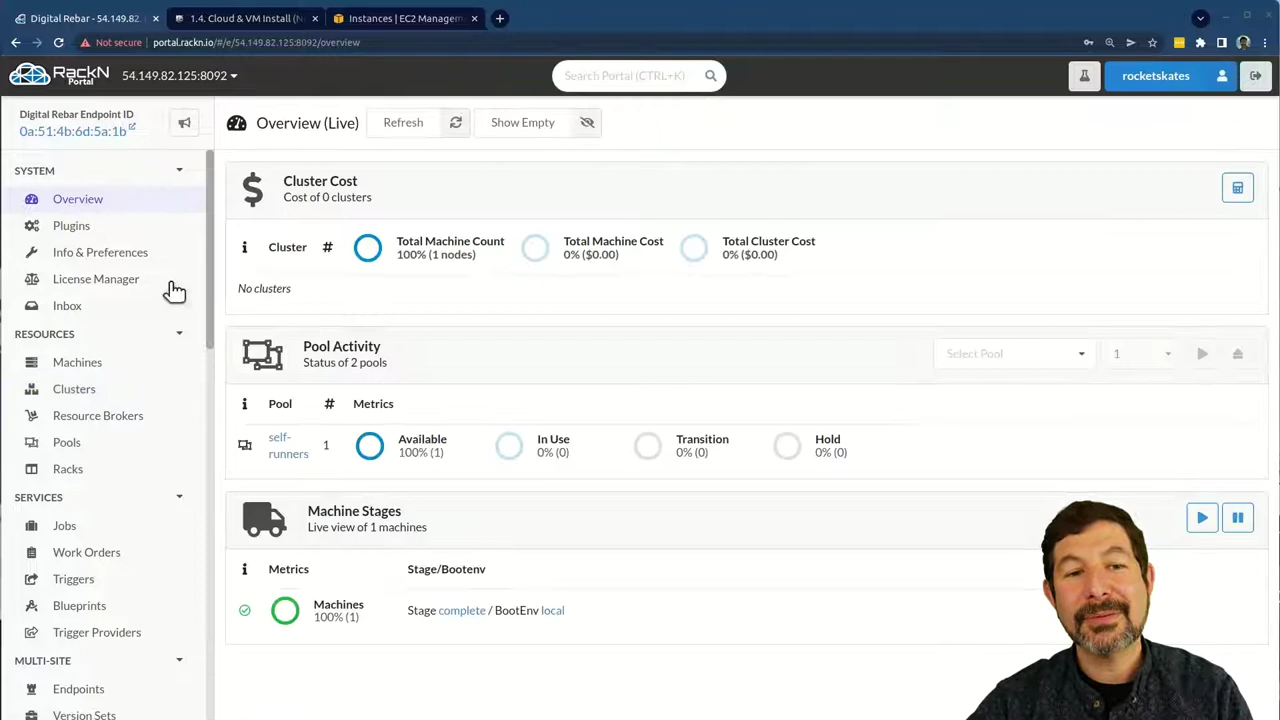 Digital Rebar - 54.149.82.
1.4. Cloud & VM Install (N
Instances | EC2 Managem
Not secure
portal.rackn.io/#/e/54.149.82.125:8092/overview
RackN
Portal
54.149.82.125:8092
Search Portal (CTRL+K)
rocketskates
Digital Rebar Endpoint ID
0a:51:4b:6d:5a:1b
SYSTEM
Overview
Plugins
Info & Preferences
License Manager
Inbox
RESOURCES
Machines
Clusters
Resource Brokers
Pools
Racks
SERVICES
Jobs
Work Orders
Triggers
Blueprints
Trigger Providers
MULTI-SITE
Endpoints
Version Sets
Overview (Live)
Refresh
Show Empty
Cluster Cost
Cost of 0 clusters
Cluster #
Total Machine Count
100% (1 nodes)
Total Machine Cost
0% ($0.00)
Total Cluster Cost
0% ($0.00)
No clusters
Pool Activity
Status of 2 pools
Select Pool
1
Pool # Metrics
self-
runners
1
Available
100% (1)
In Use
0% (0)
Transition
0% (0)
Hold
0% (0)
Machine Stages
Live view of 1 machines
Metrics
Stage/Bootenv
Machines
100% (1)
Stage complete / BootEnv local